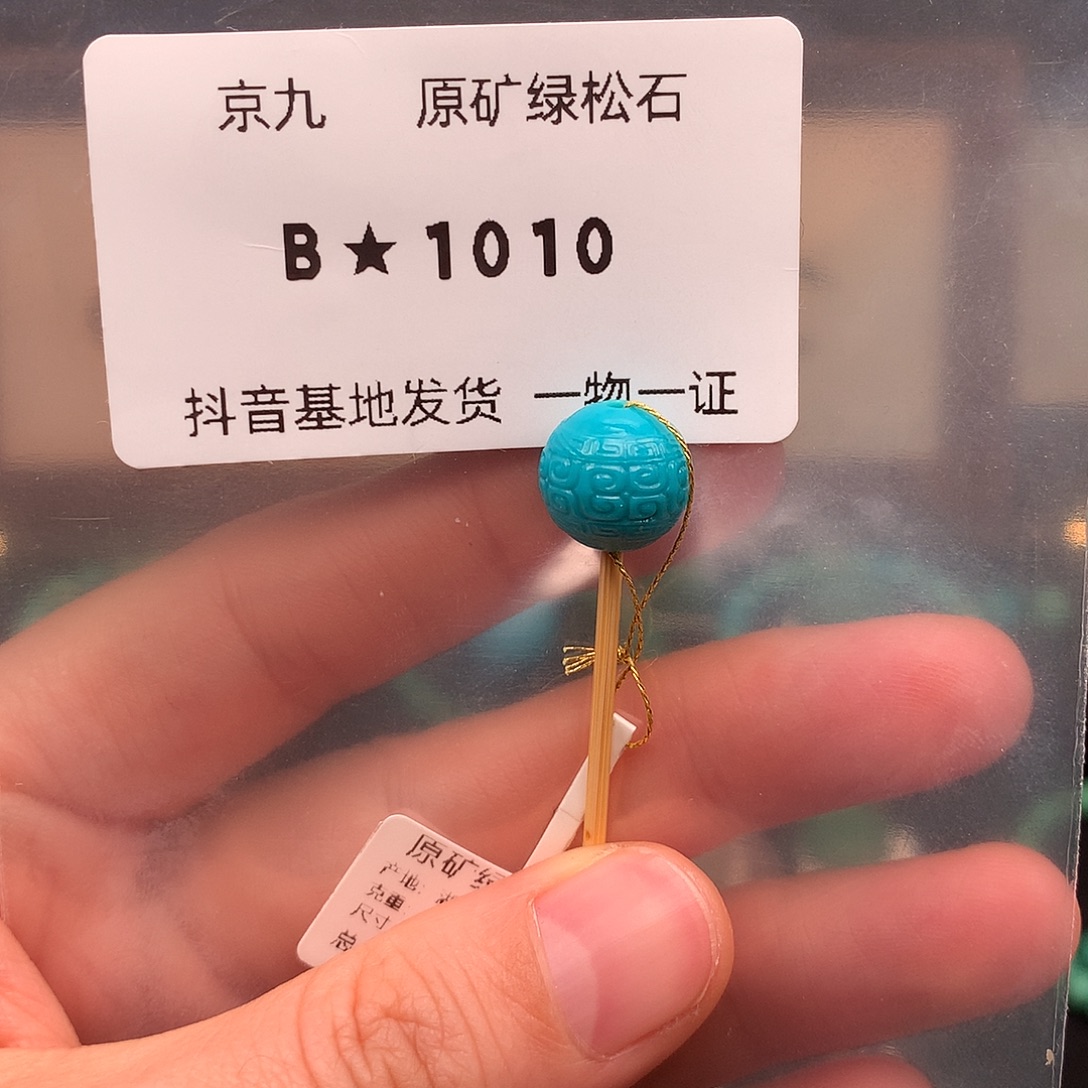 京九 原矿绿松石
B★1010
抖音基地发货 一物一证
原矿
产地:
克重
尺寸
总